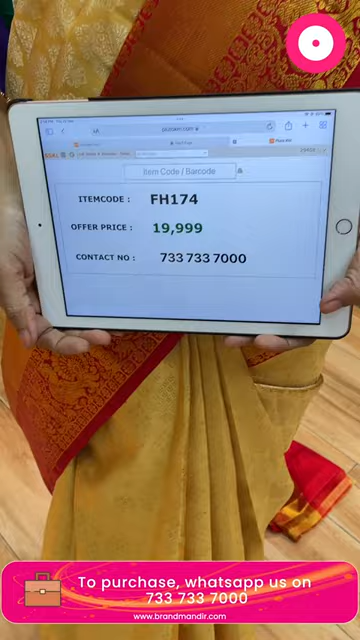 Item Code / Barcode
ITEMCODE : FH174
OFFER PRICE : 19,999
CONTACT NO : 733 733 7000
To purchase, whatsapp us on
733 733 7000
www.brandmandir.com